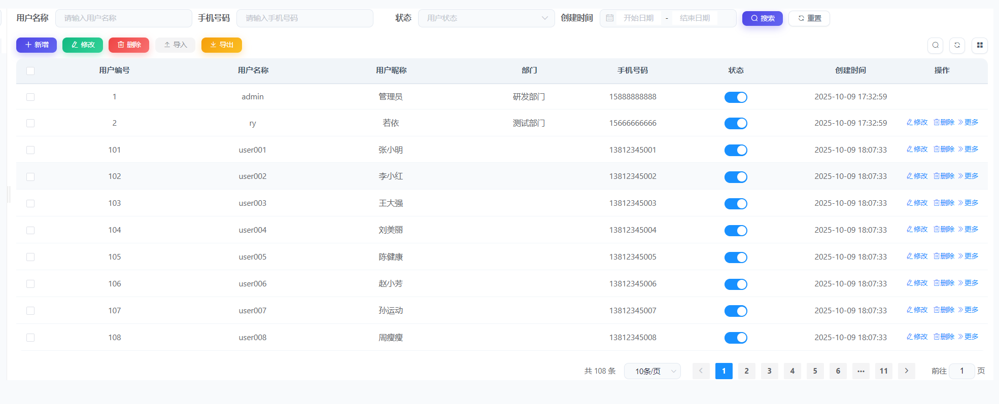 用户名称 请输入用户名称 手机号码 请输入手机号码 状态 用户状态 创建时间 开始日期 - 结束日期 搜索 重置
新增 修改 删除 导入 导出
用户编号 用户名称 用户昵称 部门 手机号码 状态 创建时间 操作
1 admin 管理员 研发部门 15888888888 2025-10-09 17:32:59
2 ry 若依 测试部门 15666666666 2025-10-09 17:32:59 修改 删除 更多
101 user001 张小明 13812345001 2025-10-09 18:07:33 修改 删除 更多
102 user002 李小红 13812345002 2025-10-09 18:07:33 修改 删除 更多
103 user003 王大强 13812345003 2025-10-09 18:07:33 修改 删除 更多
104 user004 刘美丽 13812345004 2025-10-09 18:07:33 修改 删除 更多
105 user005 陈健康 13812345005 2025-10-09 18:07:33 修改 删除 更多
106 user006 赵小芳 13812345006 2025-10-09 18:07:33 修改 删除 更多
107 user007 孙运动 13812345007 2025-10-09 18:07:33 修改 删除 更多
108 user008 周瘦瘦 13812345008 2025-10-09 18:07:33 修改 删除 更多
共 108 条 10条/页 1 2 3 4 5 6 ··· 11 前往 1 页